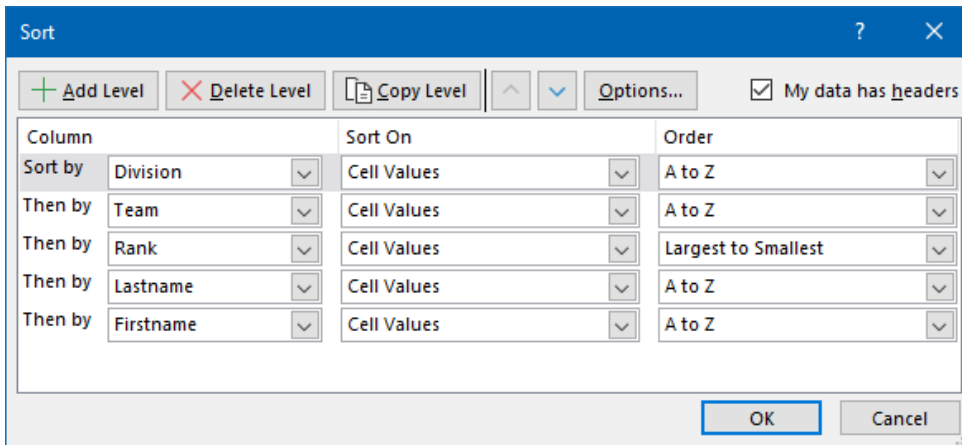 Sort ?
Add Level Delete Level Copy Level Options... My data has headers
Column Sort On Order
Sort by Division Cell Values A to Z
Then by Team Cell Values A to Z
Then by Rank Cell Values Largest to Smallest
Then by Lastname Cell Values A to Z
Then by Firstname Cell Values A to Z
OK Cancel